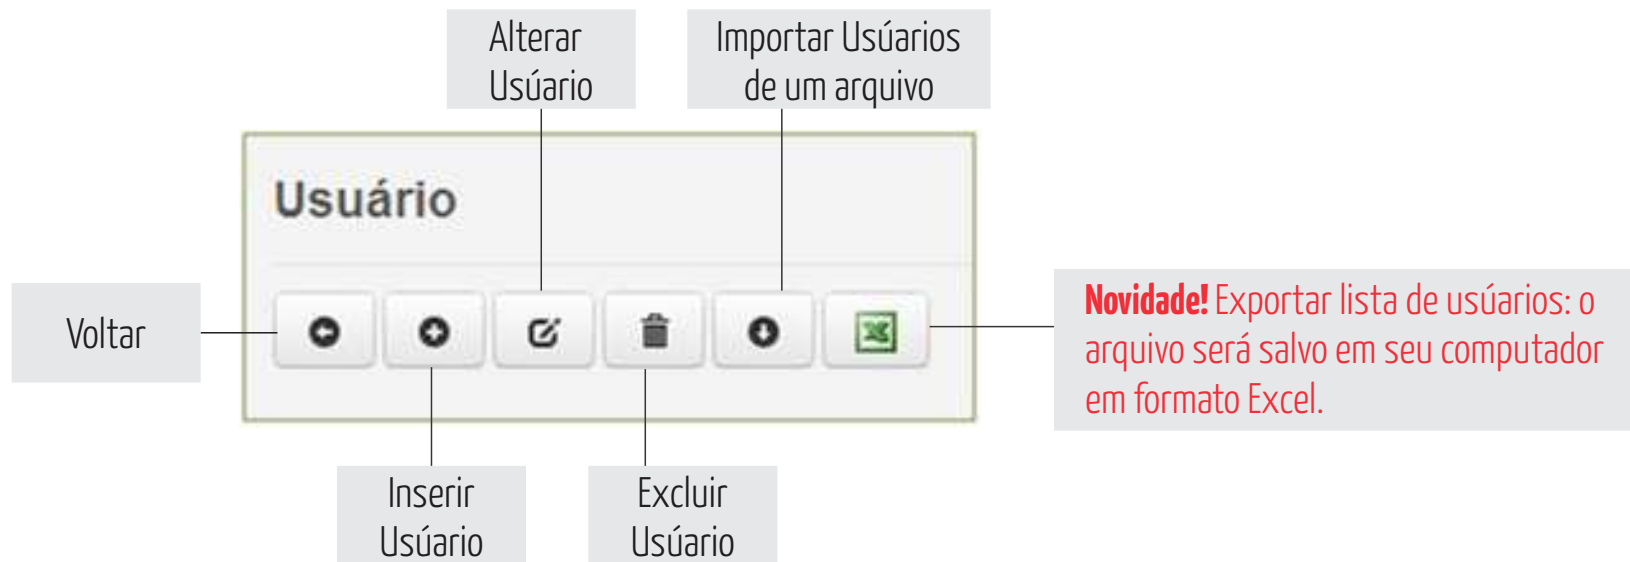 Alterar
Usúario
Importar Usúarios
de um arquivo
Usuário
Voltar
Novidade! Exportar lista de usúarios: o
arquivo será salvo em seu computador
em formato Excel.
Inserir
Usúario
Excluir
Usúario